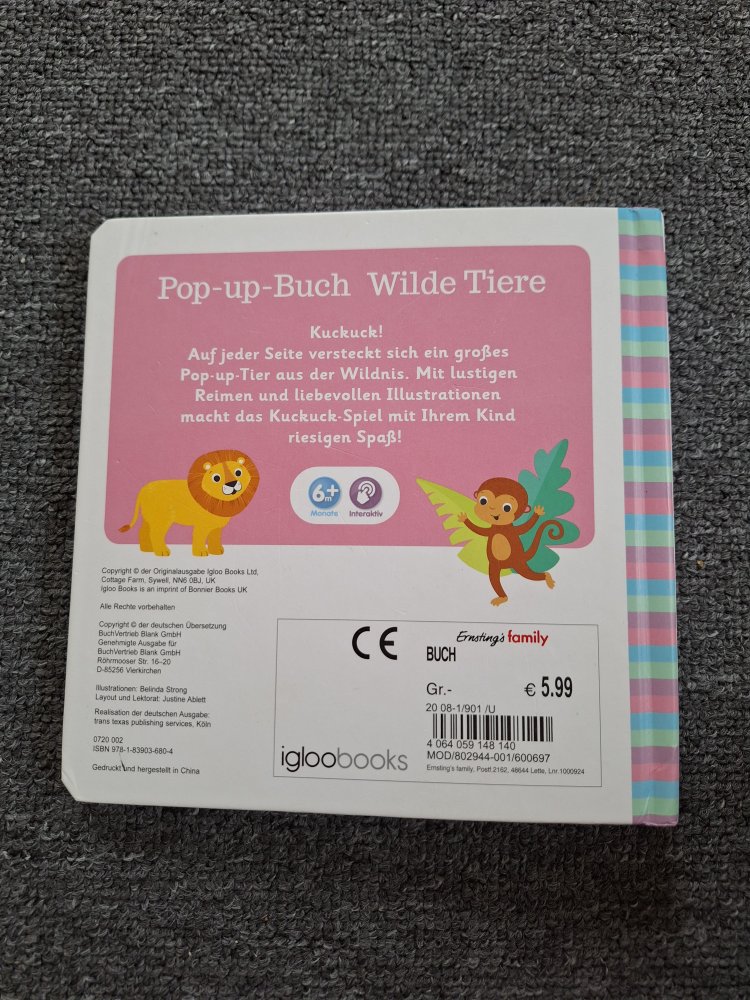 Pop-up-Buch Wilde Tiere
Kuckuck!
Auf jeder Seite versteckt sich ein großes
Pop-up-Tier aus der Wildnis. Mit lustigen
Reimen und liebevollen Illustrationen
macht das Kuckuck-Spiel mit Ihrem Kind
riesigen Spaß!
6+
m
Monate
Interaktiv
Copyright © der Originalausgabe Igloo Books Ltd,
Cottage Farm, Sywell, NN6 0BJ, UK
Igloo Books is an imprint of Bonnier Books UK
Alle Rechte vorbehalten
Copyright © der deutschen Übersetzung
BuchVertrieb Blank GmbH
Genehmigte Ausgabe für
BuchVertrieb Blank GmbH
Röhrmooser Str. 16–20
D-85256 Vierkirchen
Illustrationen: Belinda Strong
Layout und Lektorat: Justine Ablett
Realisation der deutschen Ausgabe:
trans texas publishing services, Köln
0720 002
ISBN 978-1-83903-680-4
Gedruckt und hergestellt in China
CE
igloobooks
Ernsting's family
BUCH
Gr.- € 5.99
20 08-1/901 /U
4 064 059 148 140
MOD/802944-001/600697
Ernsting's family, Postf.2162, 48644 Lette, Lnr.1000924